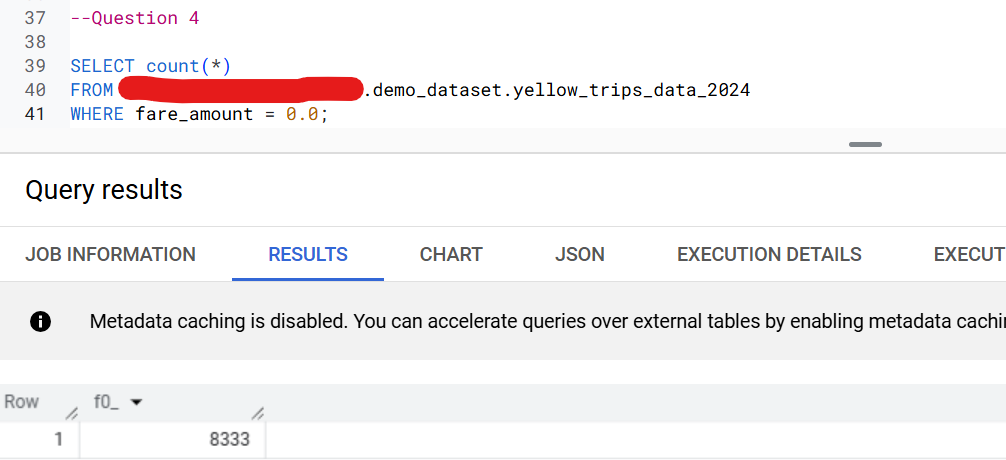 37 --Question 4
38
39 SELECT count(*)
40 FROM .demo_dataset.yellow_trips_data_2024
41 WHERE fare_amount = 0.0;
Query results
JOB INFORMATION RESULTS CHART JSON EXECUTION DETAILS EXECUT
Metadata caching is disabled. You can accelerate queries over external tables by enabling metadata cachi
Row f0_
1 8333